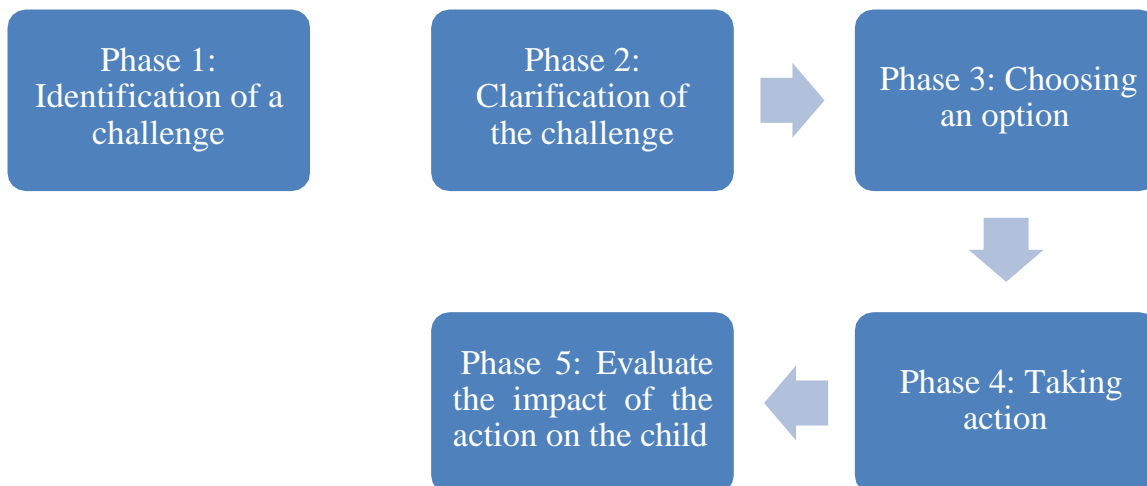 Phase 1:
Identification of a
challenge
Phase 2:
Clarification of
the challenge
Phase 3: Choosing
an option
Phase 4: Taking
action
Phase 5: Evaluate
the impact of the
action on the child